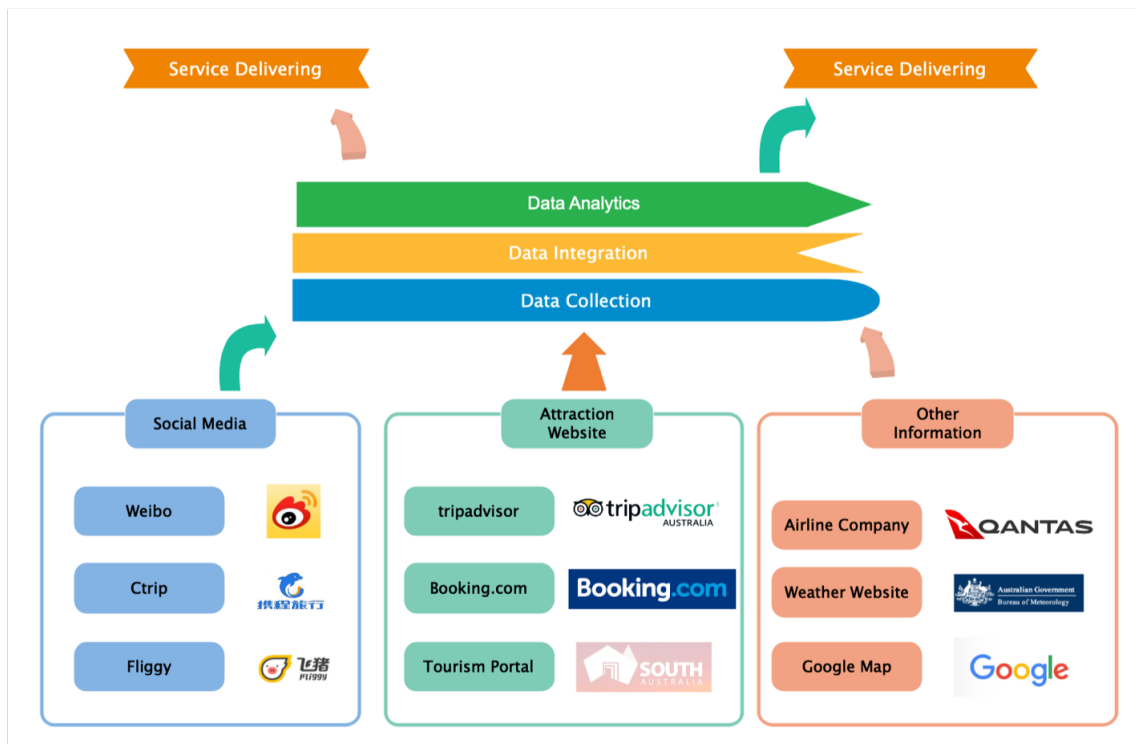 Service Delivering
Service Delivering
Data Analytics
Data Integration
Data Collection
Social Media
Attraction
Website
Other
Information
Weibo
Ctrip
携程旅行
Fliggy
飞猪
Fliggy
tripadvisor
tripadvisor®
AUSTRALIA
Booking.com
Booking.com
Tourism Portal
SOUTH
AUSTRALIA
Airline Company
QANTAS
Weather Website
Australian Government
Bureau of Meteorology
Google Map
Google